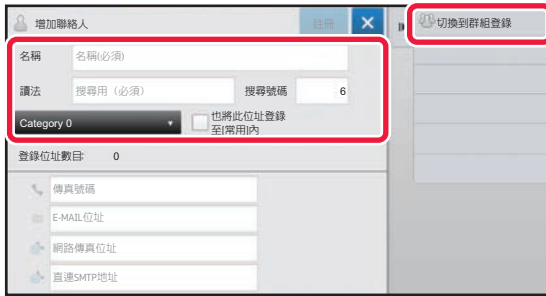 增加聯絡人
註冊
切換到群組登錄
名稱 名稱(必須)
讀法 搜尋用（必須） 搜尋號碼 6
Category 0 也將此位址登錄
至[常用]內
登錄位址數目: 0
傳真號碼
E-MAIL位址
網路傳真位址
直連SMTP地址